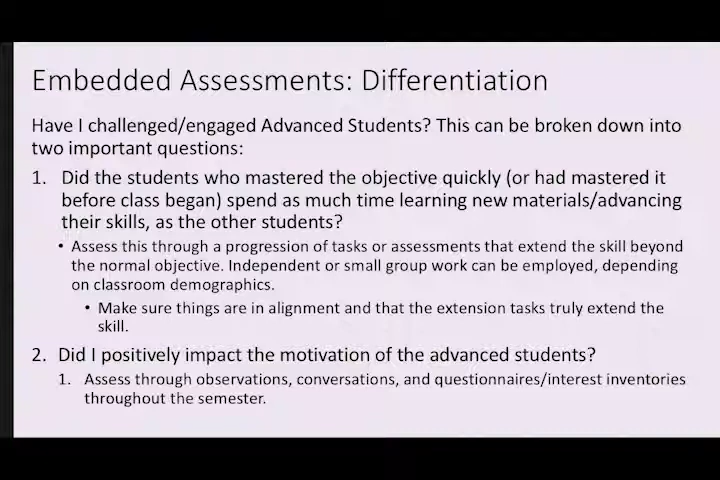 Embedded Assessments: Differentiation
Have I challenged/engaged Advanced Students? This can be broken down into
two important questions:
1. Did the students who mastered the objective quickly (or had mastered it
before class began) spend as much time learning new materials/advancing
their skills, as the other students?
• Assess this through a progression of tasks or assessments that extend the skill beyond
the normal objective. Independent or small group work can be employed, depending
on classroom demographics.
• Make sure things are in alignment and that the extension tasks truly extend the
skill.
2. Did I positively impact the motivation of the advanced students?
1. Assess through observations, conversations, and questionnaires/interest inventories
throughout the semester.